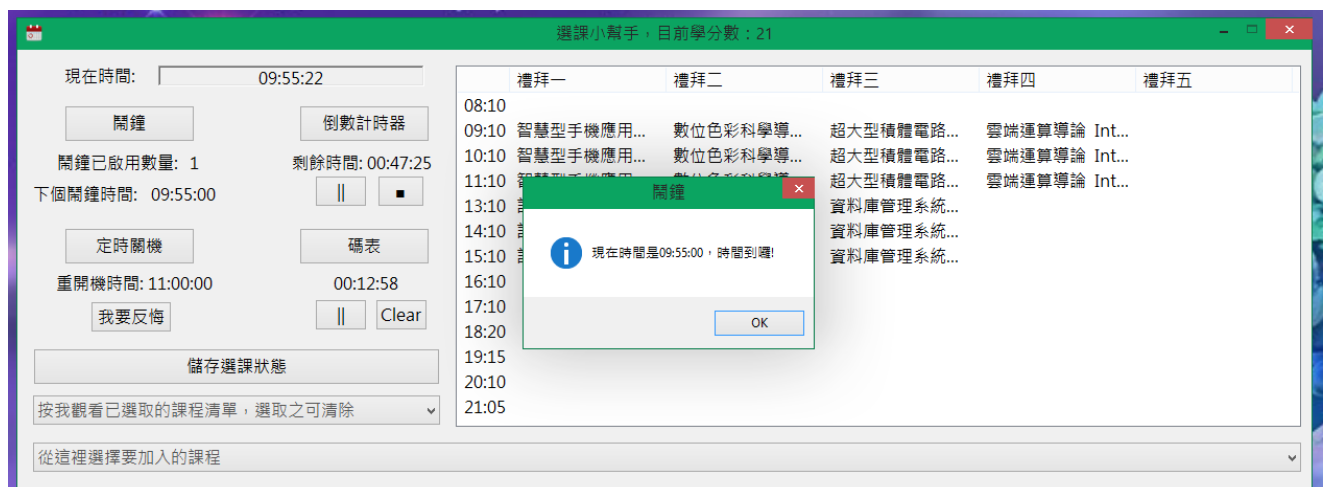 選課小幫手，目前學分數：21
現在時間: 09:55:22
鬧鐘 倒數計時器
鬧鐘已啟用數量: 1 剩餘時間: 00:47:25
下個鬧鐘時間: 09:55:00 || ■
定時關機 碼表
重開機時間: 11:00:00 00:12:58
我要反悔 || Clear
儲存選課狀態
按我觀看已選取的課程清單，選取之可清除
禮拜一 禮拜二 禮拜三 禮拜四 禮拜五
08:10
09:10 智慧型手機應用... 數位色彩科學導... 超大型積體電路... 雲端運算導論 Int...
10:10 智慧型手機應用... 數位色彩科學導... 超大型積體電路... 雲端運算導論 Int...
11:10 超大型積體電路... 雲端運算導論 Int...
13:10 資料庫管理系統...
14:10 資料庫管理系統...
15:10 資料庫管理系統...
16:10
17:10
18:20
19:15
20:10
21:05
鬧鐘
現在時間是09:55:00，時間到囉!
OK
從這裡選擇要加入的課程